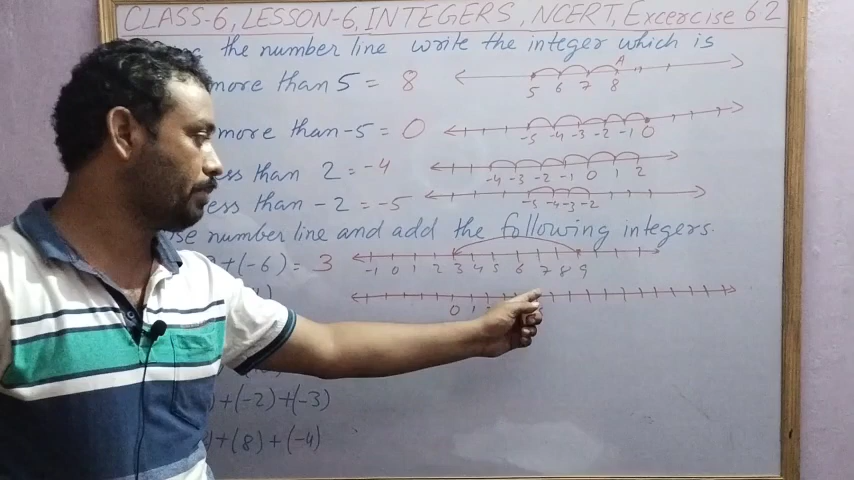 CLASS-6, LESSON-6, INTEGERS, NCERT, Excercise 6.2
the number line write the integer which is
more than 5 = 8
A
5 6 7 8
more than -5 = 0
-5 -4 -3 -2 -1 0
ess than 2 = -4
-4 -3 -2 -1 0 1 2
ess than -2 = -5
-5 -4 -3 -2
se number line and add the following integers.
+(-6) = 3
-1 0 1 2 3 4 5 6 7 8 9
0 1
)+(-2)+(-3)
)+(8)+(-4)